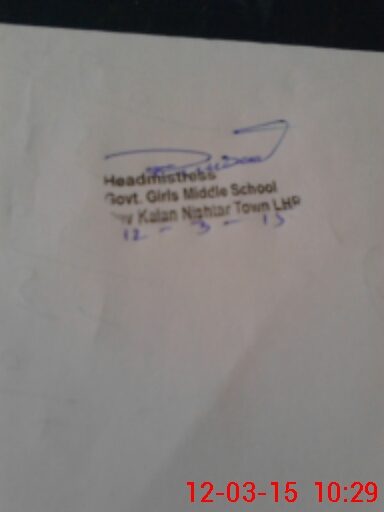 Headmistress
Govt. Girls Middle School
Kalan Nishtar Town LHR
12 - 3 - 15
12-03-15 10:29